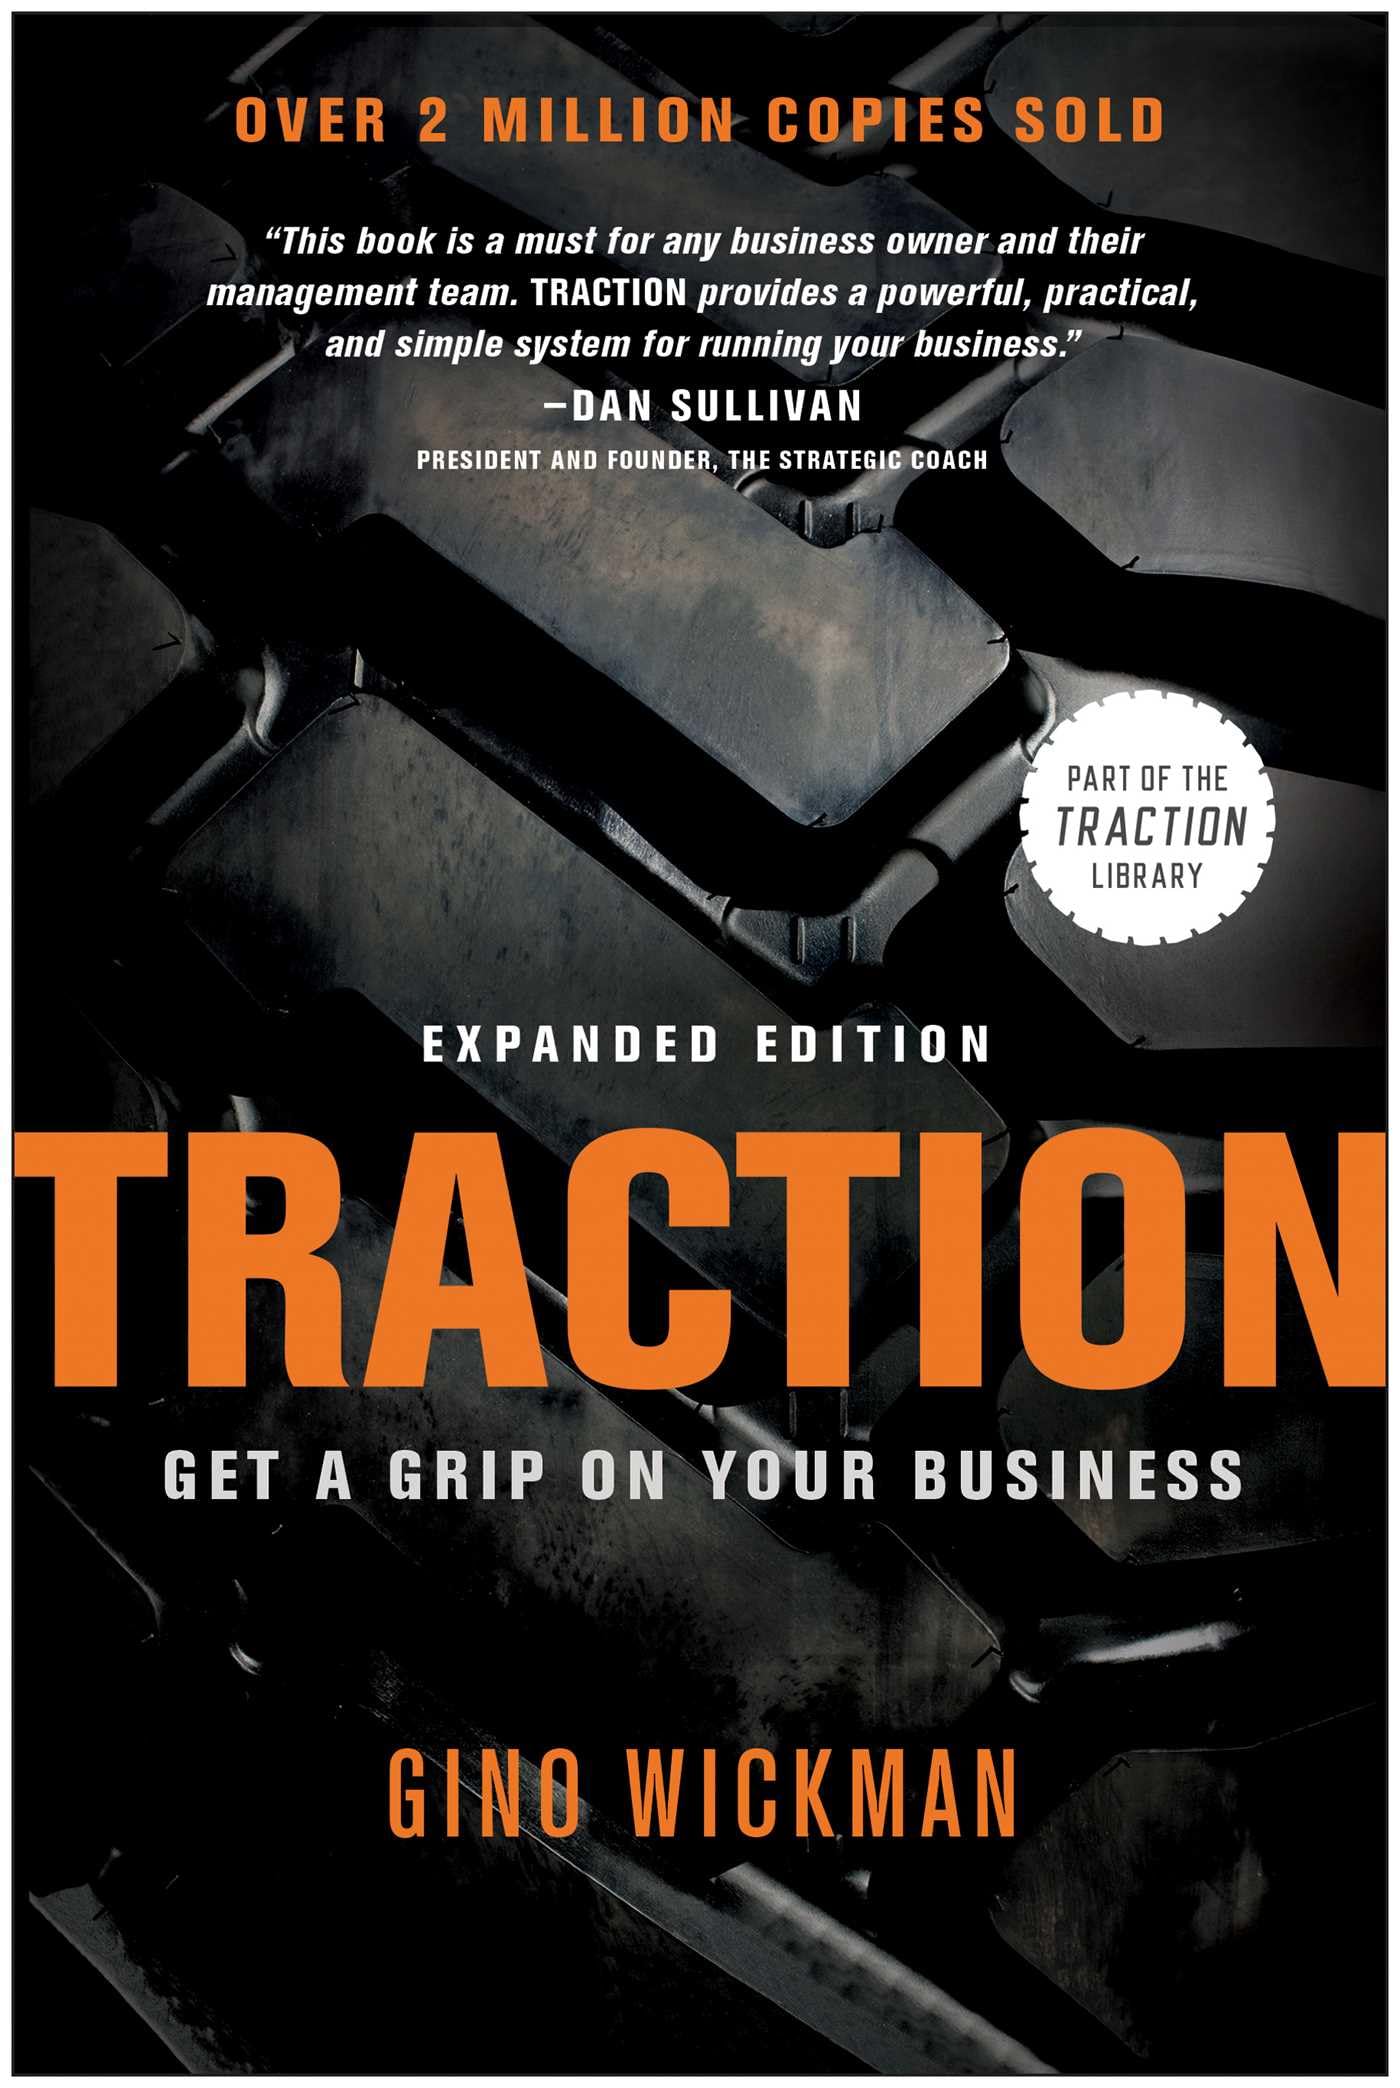 OVER 2 MILLION COPIES SOLD
“This book is a must for any business owner and their
management team. TRACTION provides a powerful, practical,
and simple system for running your business.”
–DAN SULLIVAN
PRESIDENT AND FOUNDER, THE STRATEGIC COACH
PART OF THE
TRACTION
LIBRARY
EXPANDED EDITION
TRACTION
GET A GRIP ON YOUR BUSINESS
GINO WICKMAN